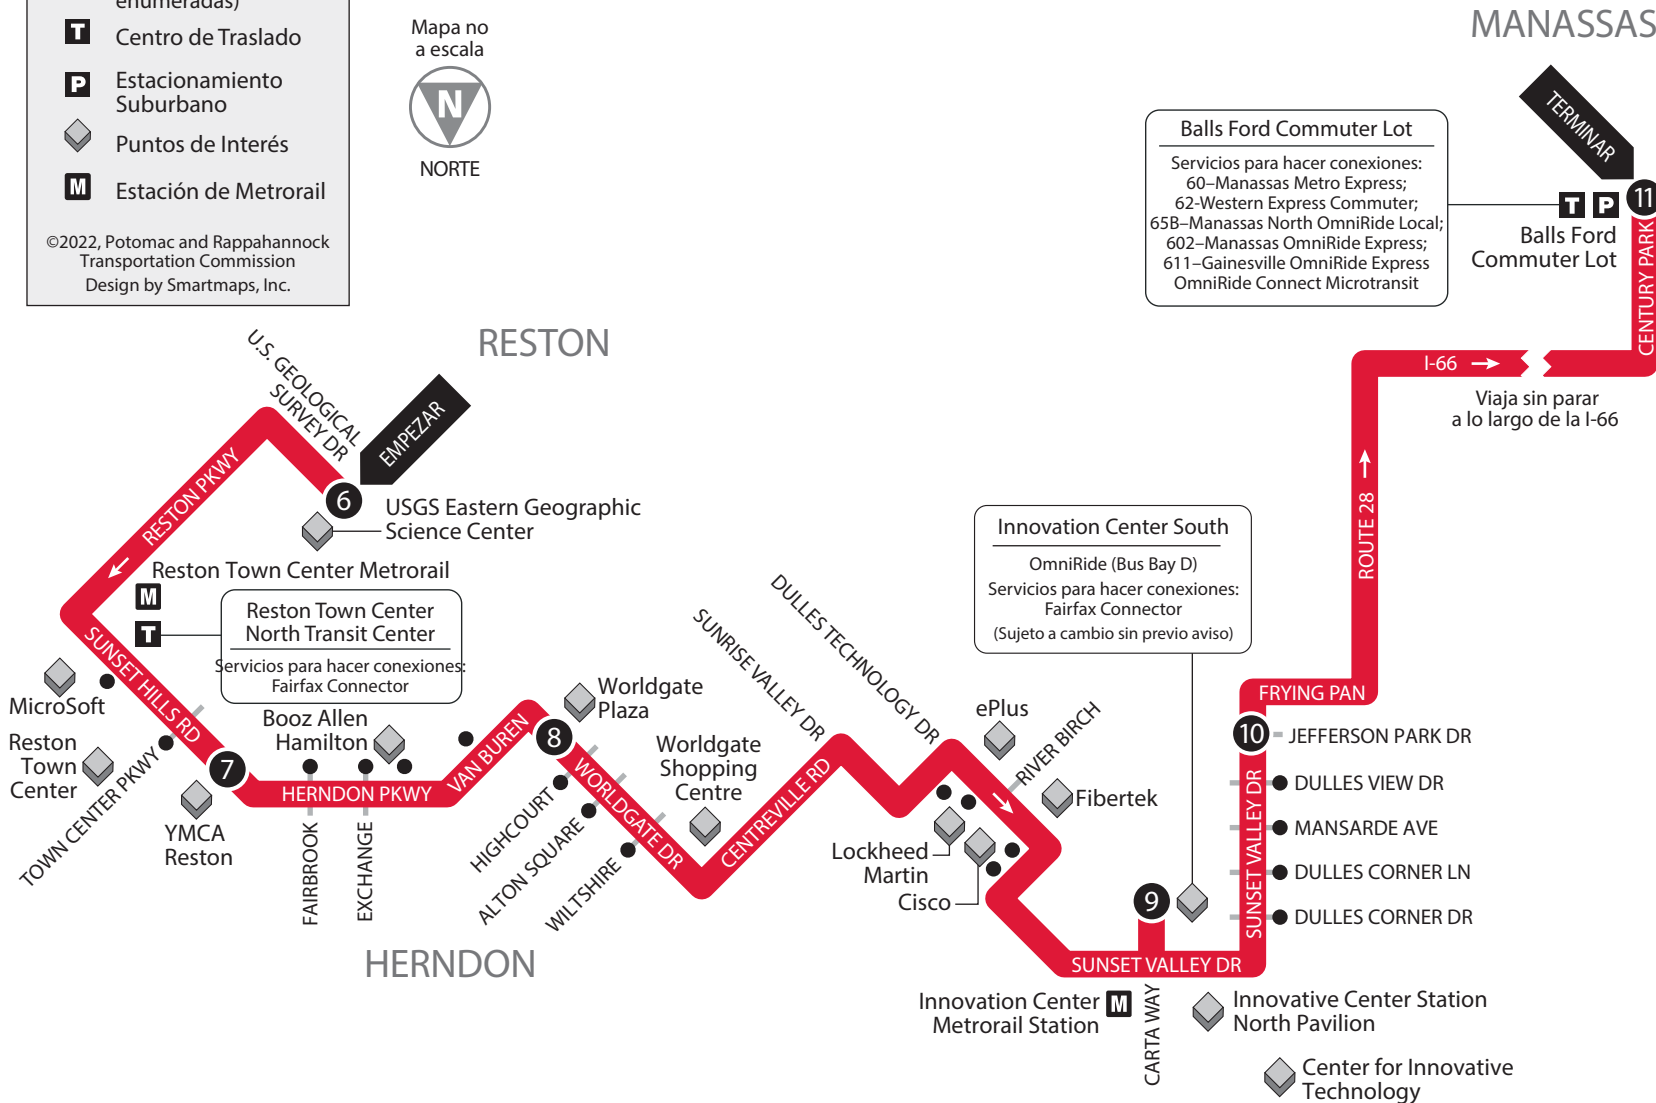 enumeradas)
T Centro de Traslado
P Estacionamiento
Suburbano
Puntos de Interés
M Estación de Metrorail
©2022, Potomac and Rappahannock
Transportation Commission
Design by Smartmaps, Inc.
Mapa no
a escala
N
NORTE
MANASSAS
TERMINAR
Balls Ford Commuter Lot
Servicios para hacer conexiones:
60–Manassas Metro Express;
62-Western Express Commuter;
65B–Manassas North OmniRide Local;
602–Manassas OmniRide Express;
611–Gainesville OmniRide Express
OmniRide Connect Microtransit
T P 11
Balls Ford
Commuter Lot
CENTURY PARK
I-66
Viaja sin parar
a lo largo de la I-66
ROUTE 28
RESTON
U.S. GEOLOGICAL
SURVEY DR
EMPEZAR
6
USGS Eastern Geographic
Science Center
RESTON PKWY
Reston Town Center Metrorail
M
T
Reston Town Center
North Transit Center
Servicios para hacer conexiones:
Fairfax Connector
SUNSET HILLS RD
MicroSoft
Reston
Town
Center
TOWN CENTER PKWY
7
YMCA
Reston
Booz Allen
Hamilton
HERNDON PKWY
FAIRBROOK
EXCHANGE
VAN BUREN
8
Worldgate
Plaza
WORLDGATE DR
HIGHCOURT
ALTON SQUARE
WILTSHIRE
Worldgate
Shopping
Centre
HERNDON
CENTREVILLE RD
SUNRISE VALLEY DR
DULLES TECHNOLOGY DR
ePlus
RIVER BIRCH
Fibertek
Lockheed
Martin
Cisco
Innovation Center South
OmniRide (Bus Bay D)
Servicios para hacer conexiones:
Fairfax Connector
(Sujeto a cambio sin previo aviso)
9
SUNSET VALLEY DR
CARTA WAY
Innovation Center
Metrorail Station
M
Innovative Center Station
North Pavilion
Center for Innovative
Technology
FRYING PAN
10
JEFFERSON PARK DR
DULLES VIEW DR
MANSARDE AVE
DULLES CORNER LN
DULLES CORNER DR
SUNSET VALLEY DR